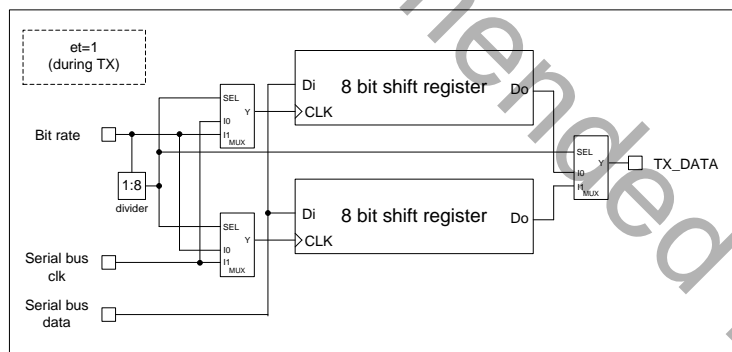 et=1
(during TX)
SEL
I0
I1
MUX
Y
Di
8 bit shift register
Do
CLK
Bit rate
1:8
divider
SEL
I0
I1
MUX
Y
TX_DATA
SEL
I0
I1
MUX
Y
Di
8 bit shift register
Do
CLK
Serial bus
clk
Serial bus
data
mended